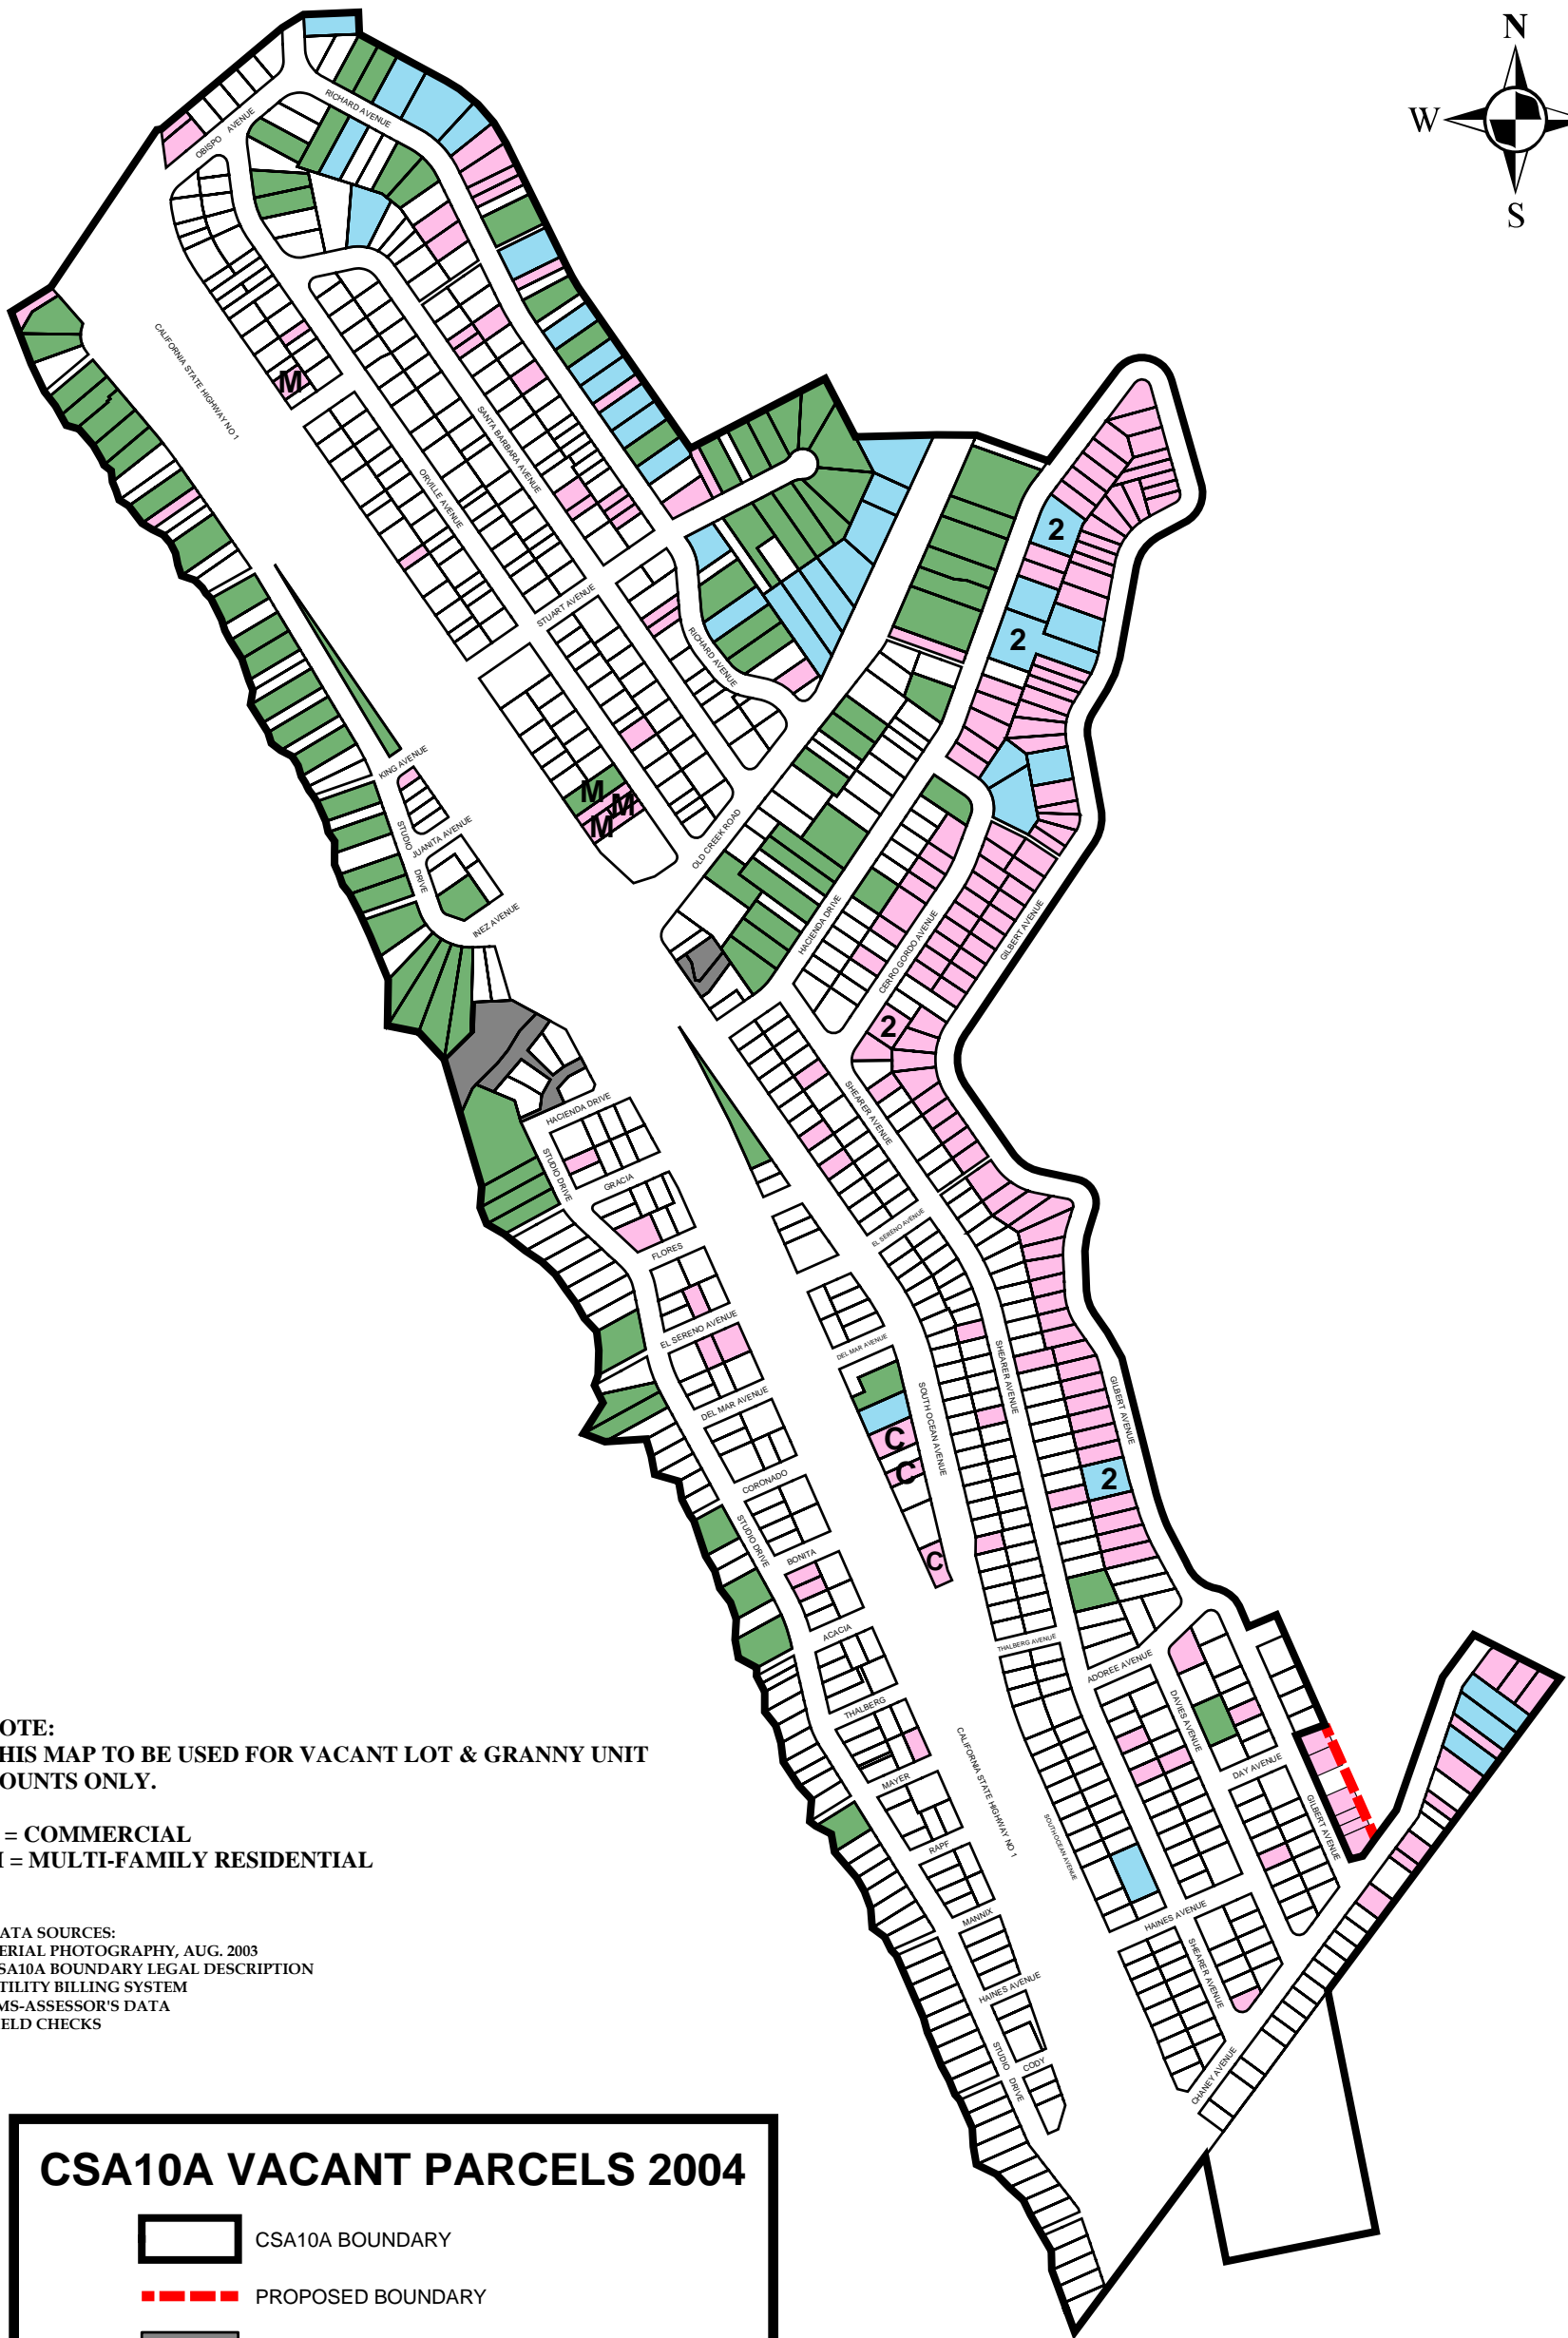 N
W
S
RICHARD AVENUE
OBISPO AVENUE
CALIFORNIA STATE HIGHWAY NO 1
M
SANTA BARBARA AVENUE
ORVILLE AVENUE
2
2
STUART AVENUE
RICHARD AVENUE
KING AVENUE
M
M
M
STUDIO DRIVE
JUANITA AVENUE
OLD CREEK ROAD
INEZ AVENUE
HACIENDA DRIVE
CERRO GORDO AVENUE
GILBERT AVENUE
2
SHEARER AVENUE
HACIENDA DRIVE
STUDIO DRIVE
GRACIA
FLORES
EL SERENO AVENUE
EL SERENO AVENUE
DEL MAR AVENUE
SHEARER AVENUE
SOUTH OCEAN AVENUE
GILBERT AVENUE
DEL MAR AVENUE
C
C
2
CORONADO
STUDIO DRIVE
BONITA
C
ACACIA
THALBERG AVENUE
ADOREE AVENUE
THALBERG
DAVIES AVENUE
CALIFORNIA STATE HIGHWAY NO 1
DAY AVENUE
MAYER
GILBERT AVENUE
SOUTH OCEAN AVENUE
RAPF
MANNIX
HAINES AVENUE
SHEARER AVENUE
HAINES AVENUE
STUDIO DRIVE
CODY
CHANEY AVENUE
OTE:
HIS MAP TO BE USED FOR VACANT LOT & GRANNY UNIT
OUNTS ONLY.
= COMMERCIAL
= MULTI-FAMILY RESIDENTIAL
ATA SOURCES:
ERIAL PHOTOGRAPHY, AUG. 2003
SA10A BOUNDARY LEGAL DESCRIPTION
TILITY BILLING SYSTEM
MS-ASSESSOR'S DATA
ELD CHECKS
CSA10A VACANT PARCELS 2004
CSA10A BOUNDARY
PROPOSED BOUNDARY